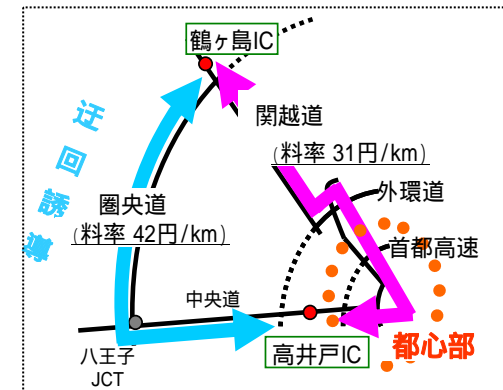 鶴ヶ島IC
関越道
(料率 31円/km)
迂回誘導
外環道
圏央道
(料率 42円/km)
首都高速
中央道
八王子
JCT
高井戸IC
都心部